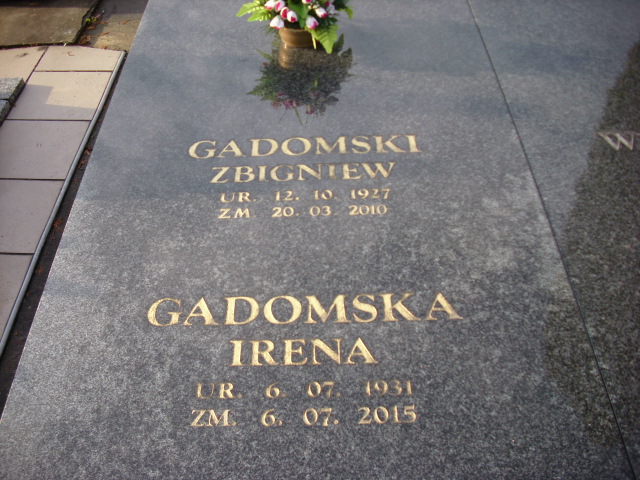 GADOMSKI
ZBIGNIEW
UR. 12. 10. 1927
ZM. 20. 03. 2010
GADOMSKA
IRENA
UR. 6. 07. 1931
ZM. 6. 07. 2015
W